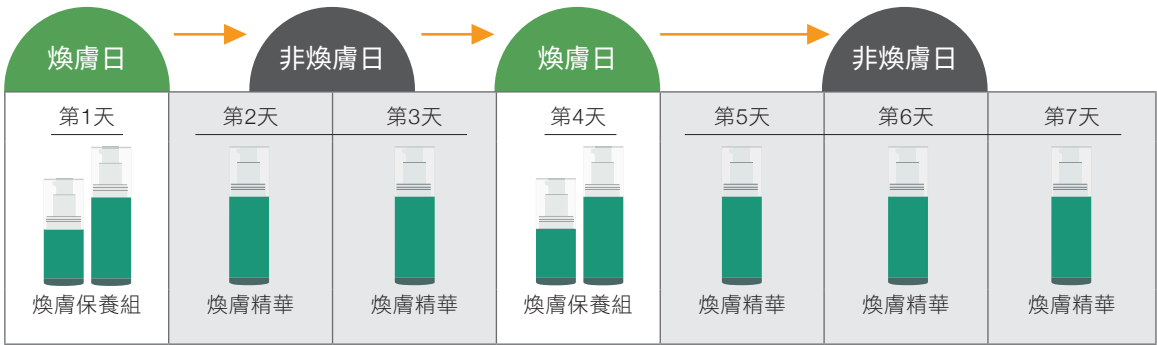 煥膚日
非煥膚日
煥膚日
非煥膚日
第1天
第2天
第3天
第4天
第5天
第6天
第7天
煥膚保養組
煥膚精華
煥膚精華
煥膚保養組
煥膚精華
煥膚精華
煥膚精華